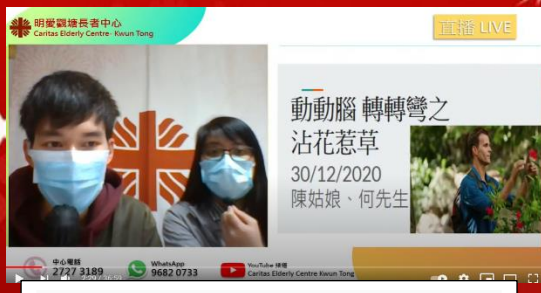 明愛觀塘長者中心
Caritas Elderly Centre- Kwun Tong
直播 LIVE
動動腦 轉轉彎之
沾花惹草
30/12/2020
陳姑娘、何先生
中心電話
2727 3189
WhatsApp
9682 0733
YouTube 頻道
Caritas Elderly Centre Kwun Tong